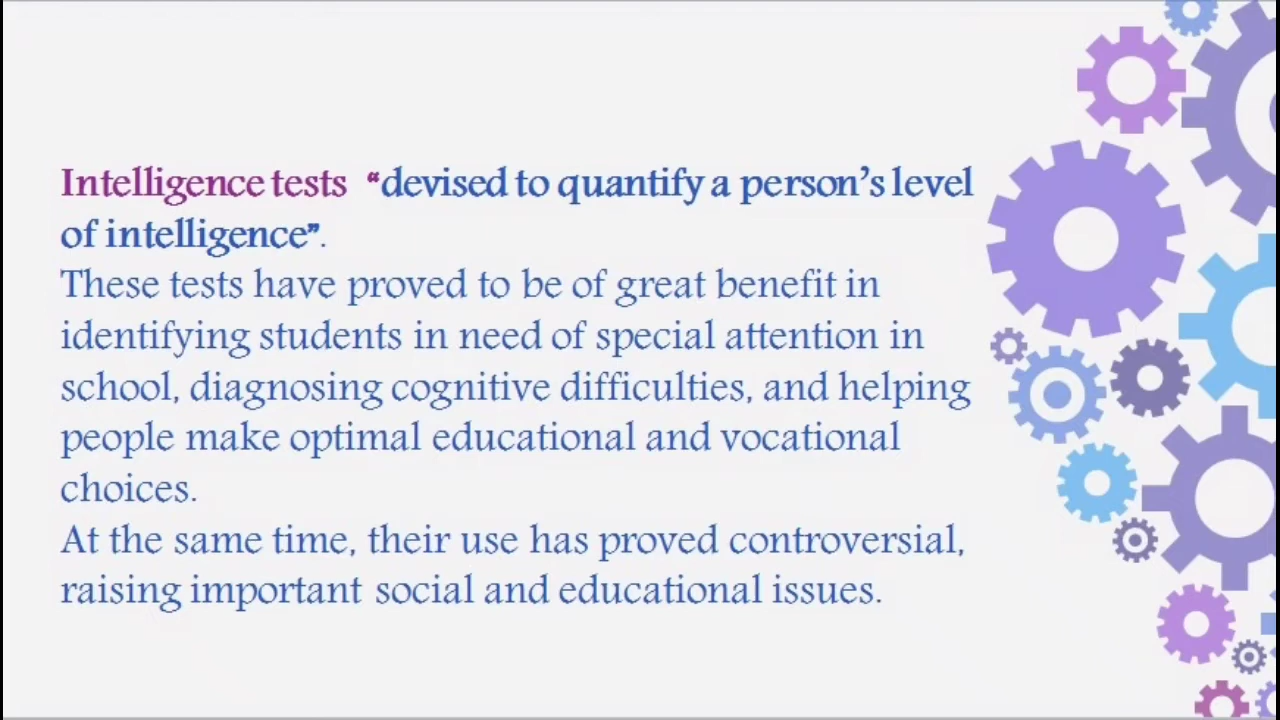 Intelligence tests “devised to quantify a person’s level
of intelligence”.
These tests have proved to be of great benefit in
identifying students in need of special attention in
school, diagnosing cognitive difficulties, and helping
people make optimal educational and vocational
choices.
At the same time, their use has proved controversial,
raising important social and educational issues.